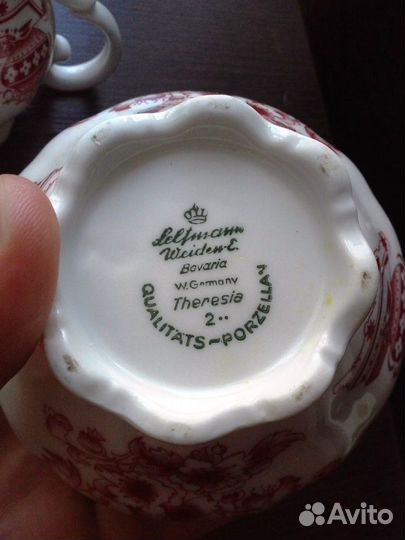 Seltmann
Weiden-E.
Bavaria
W. Germany
Theresia
2..
QUALITÄTS~PORZELLAN
Avito